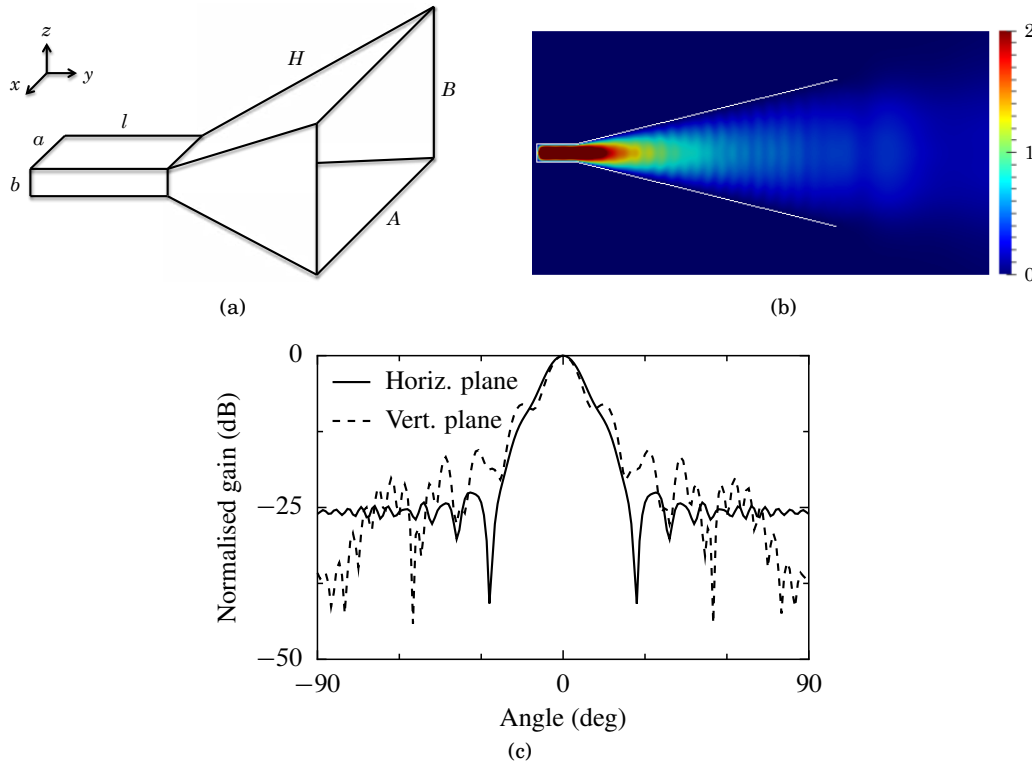 z
x
y
a
l
b
H
B
A
(a)
2
1
0
(b)
0
−25
−50
Normalised gain (dB)
Horiz. plane
Vert. plane
−90
0
90
Angle (deg)
(c)